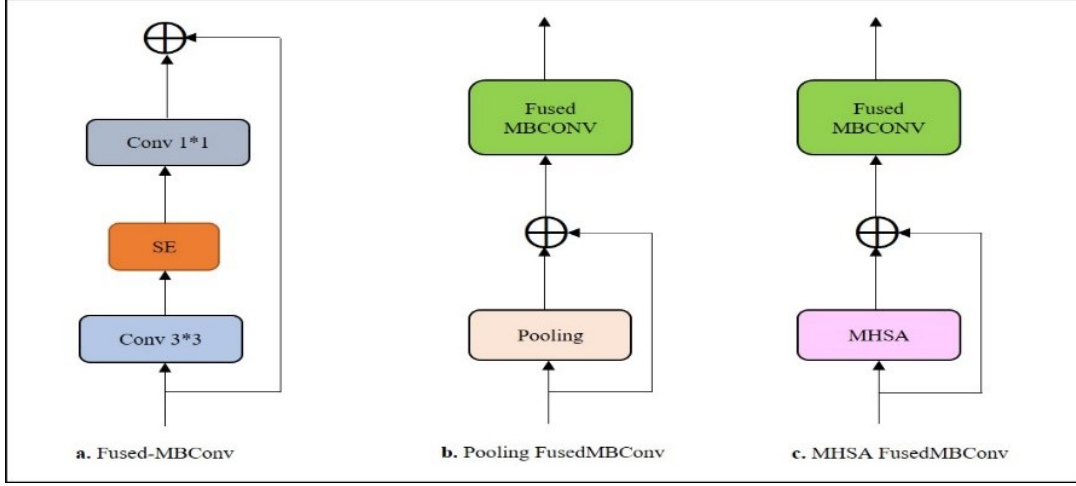 Conv 1*1
SE
Conv 3*3
a. Fused-MBConv
Fused
MBCONV
Pooling
b. Pooling FusedMBConv
Fused
MBCONV
MHSA
c. MHSA FusedMBConv